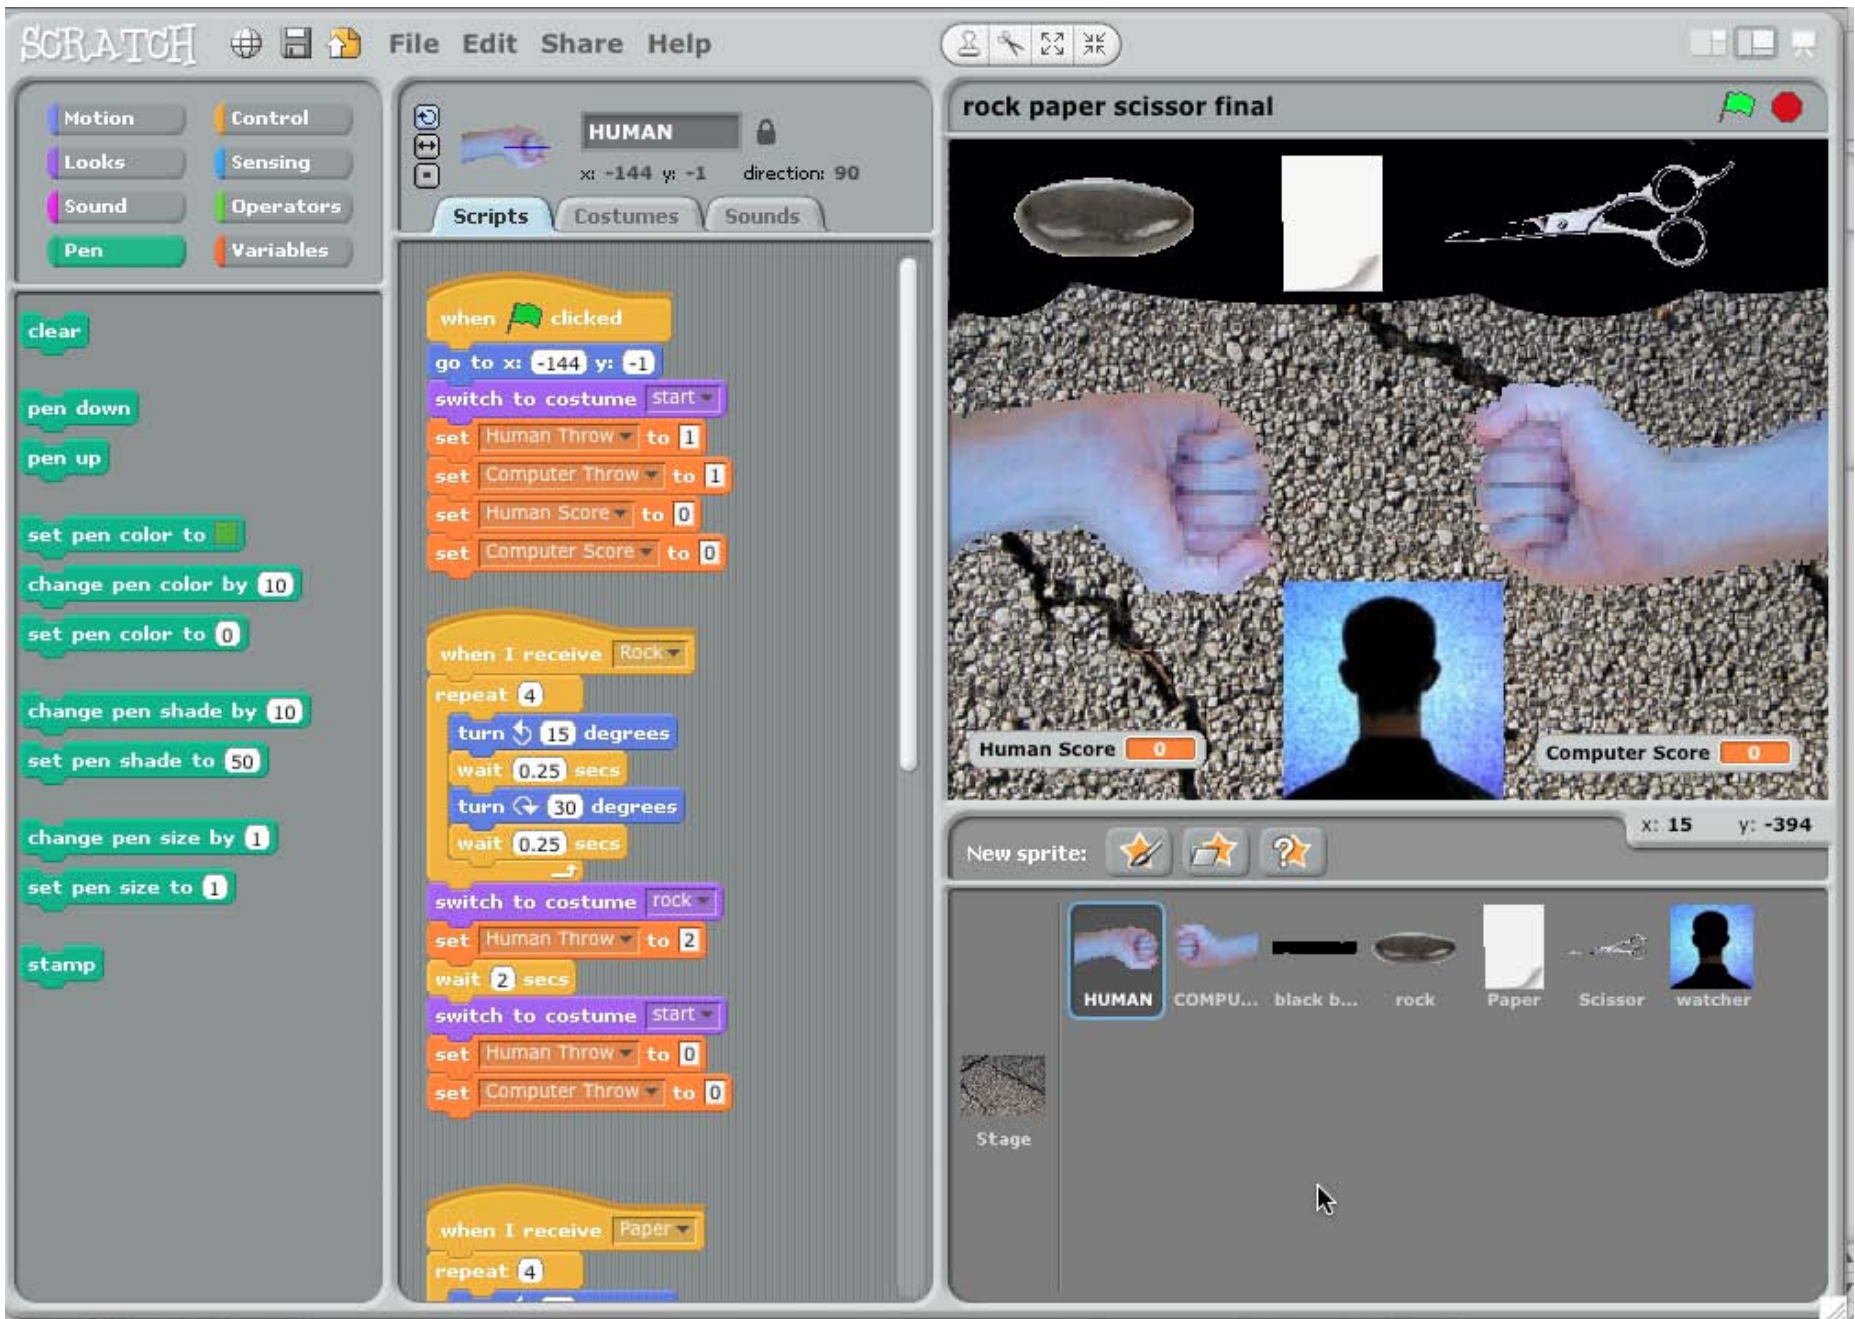 SCRATCH File Edit Share Help
Motion Control
Looks Sensing
Sound Operators
Pen Variables
clear
pen down
pen up
set pen color to
change pen color by 10
set pen color to 0
change pen shade by 10
set pen shade to 50
change pen size by 1
set pen size to 1
stamp
HUMAN
x: -144 y: -1 direction: 90
Scripts Costumes Sounds
when clicked
go to x: -144 y: -1
switch to costume start
set Human Throw to 1
set Computer Throw to 1
set Human Score to 0
set Computer Score to 0
when I receive Rock
repeat 4
turn 15 degrees
wait 0.25 secs
turn 30 degrees
wait 0.25 secs
switch to costume rock
set Human Throw to 2
wait 2 secs
switch to costume start
set Human Throw to 0
set Computer Throw to 0
when I receive Paper
repeat 4
rock paper scissor final
Human Score 0
Computer Score 0
x: 15 y: -394
New sprite:
HUMAN COMPU... black b... rock Paper Scissor watcher
Stage